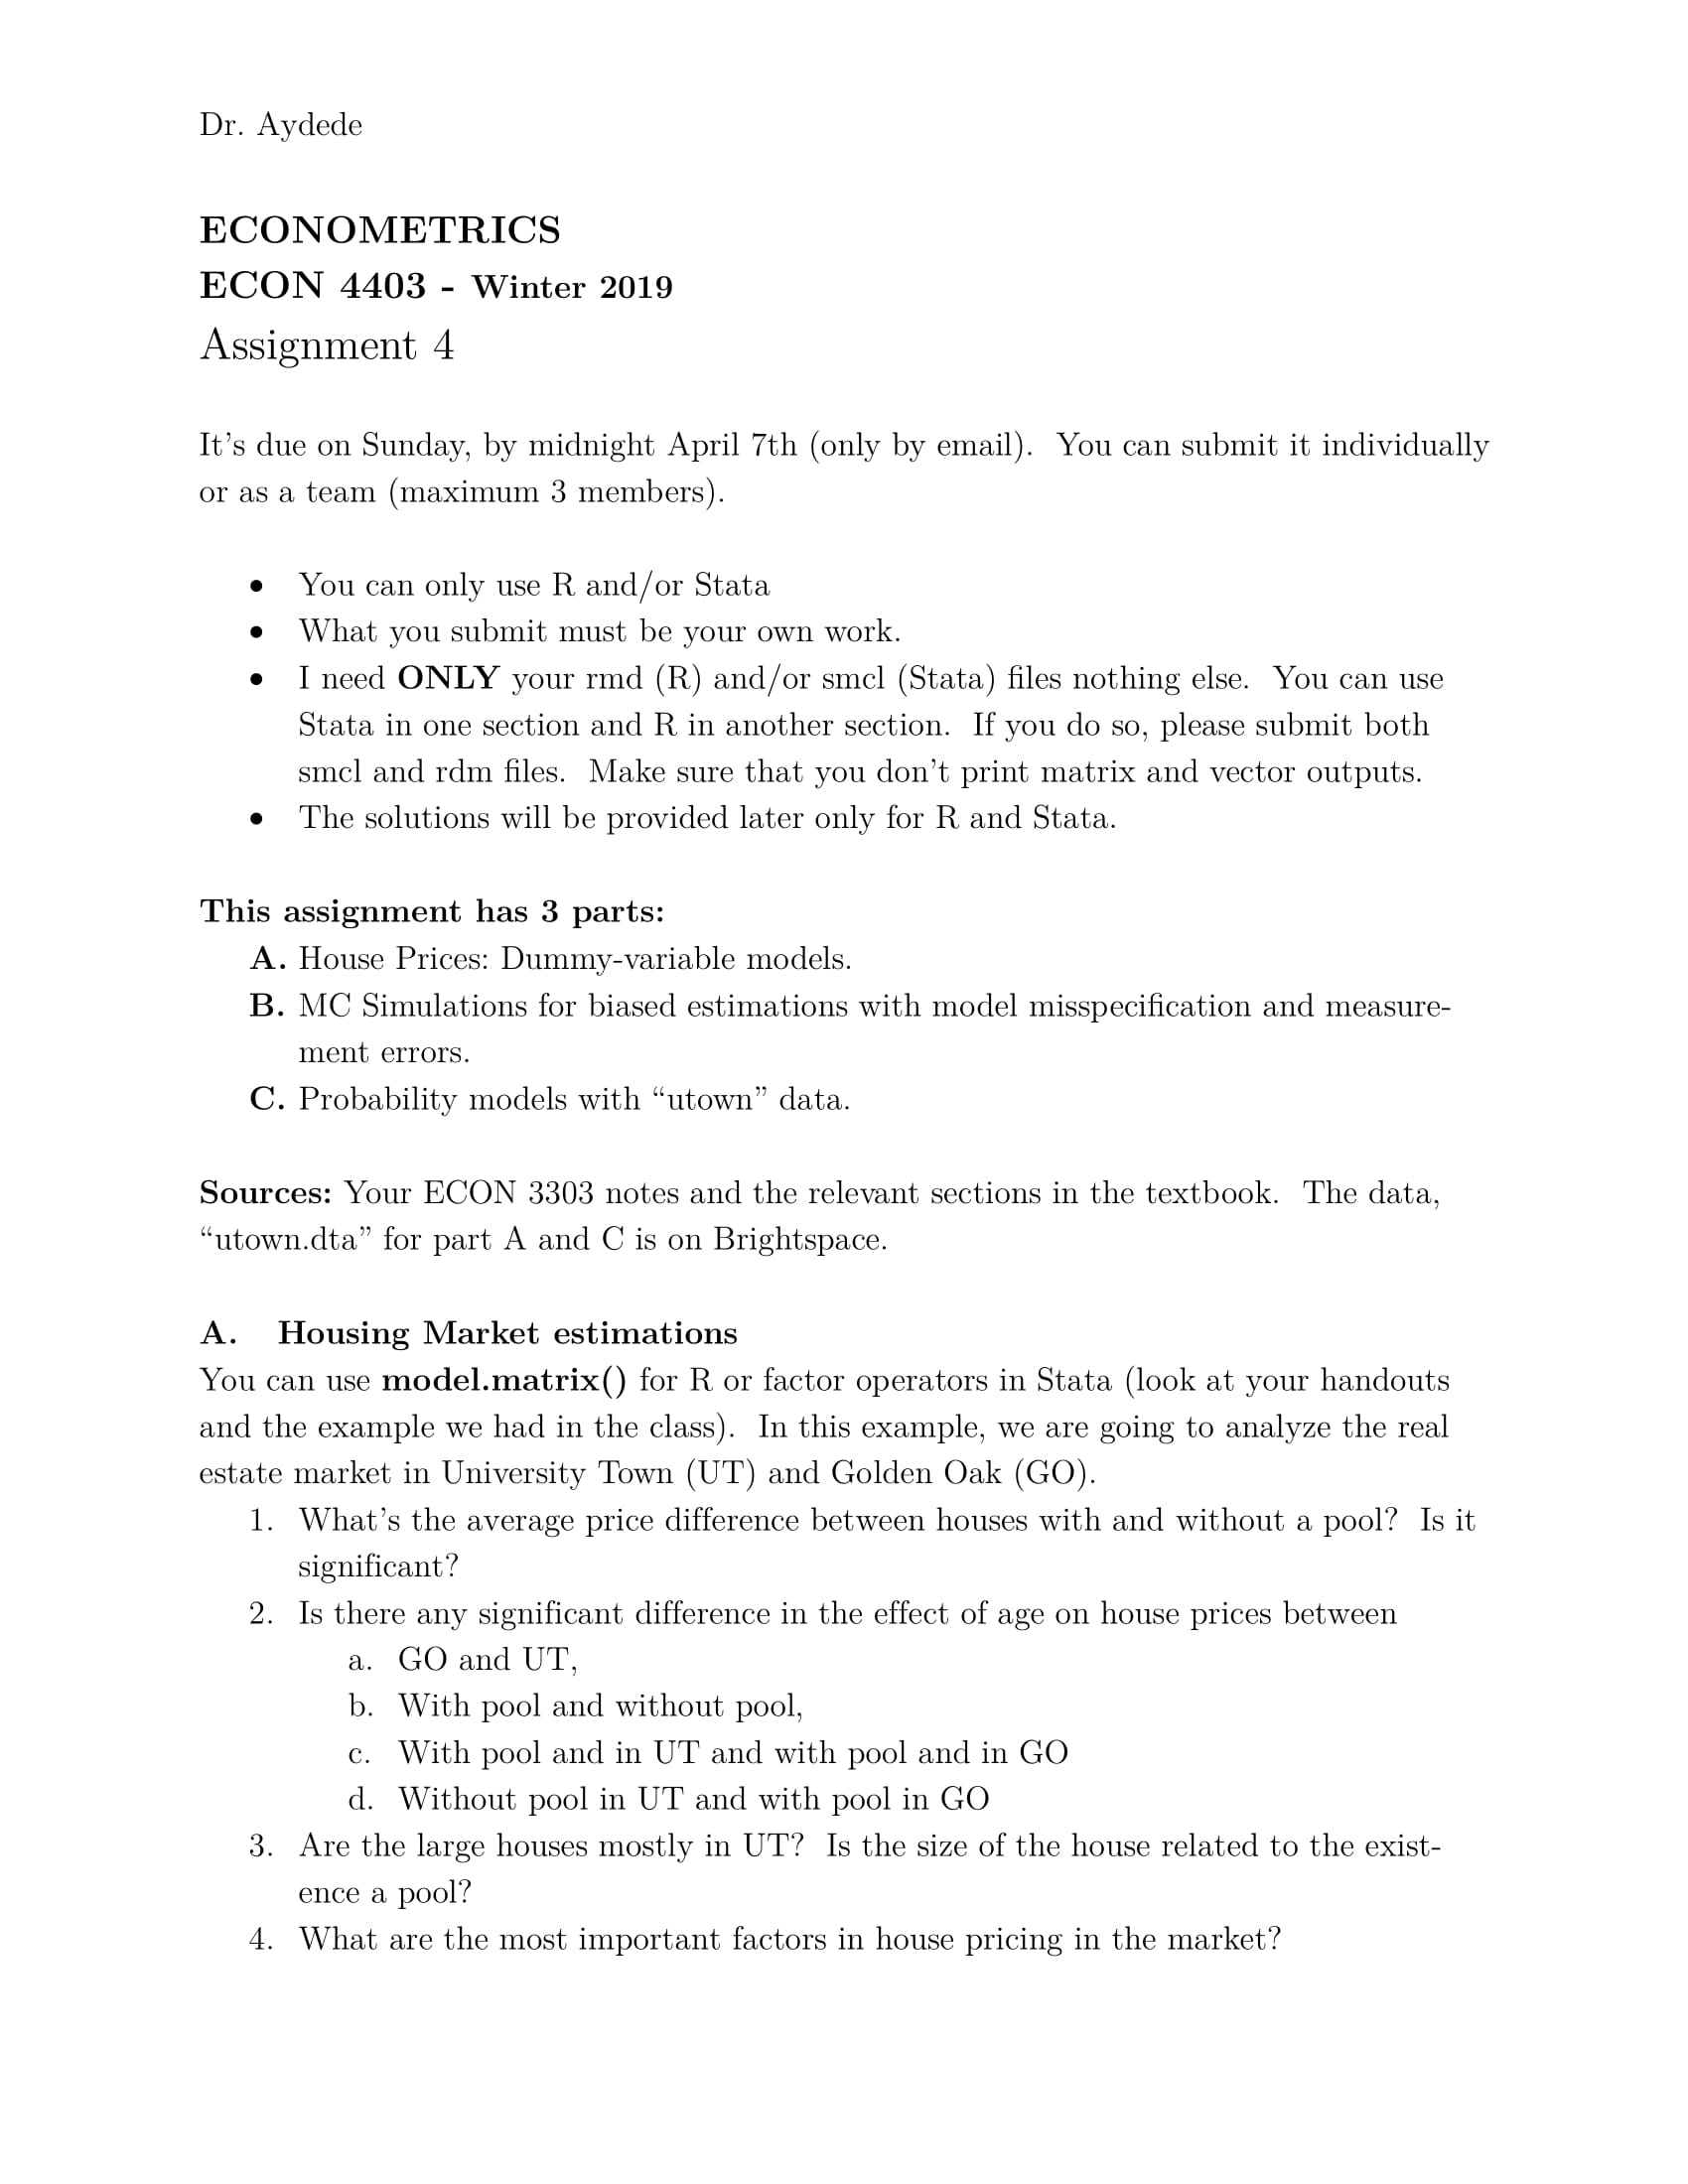 Dr. Aydede
ECONOMETRICS
ECON 4403 - Winter 2019
Assignment 4
It's due on Sunday, by midnight April 7th (only by email). You can submit it individually
or as a team (maximum 3 members).
• You can only use R and/or Stata
• What you submit must be your own work.
• I need ONLY your rmd (R) and/or smcl (Stata) files nothing else. You can use
Stata in one section and R in another section. If you do so, please submit both
smcl and rdm files. Make sure that you don't print matrix and vector outputs.
• The solutions will be provided later only for R and Stata.
This assignment has 3 parts:
A. House Prices: Dummy-variable models.
B. MC Simulations for biased estimations with model misspecification and measure-
ment errors.
C. Probability models with “utown” data.
Sources: Your ECON 3303 notes and the relevant sections in the textbook. The data,
“utown.dta” for part A and C is on Brightspace.
A. Housing Market estimations
You can use model.matrix() for R or factor operators in Stata (look at your handouts
and the example we had in the class). In this example, we are going to analyze the real
estate market in University Town (UT) and Golden Oak (GO).
1. What's the average price difference between houses with and without a pool? Is it
significant?
2. Is there any significant difference in the effect of age on house prices between
a. GO and UT,
b. With pool and without pool,
c. With pool and in UT and with pool and in GO
d. Without pool in UT and with pool in GO
3. Are the large houses mostly in UT? Is the size of the house related to the exist-
ence a pool?
4. What are the most important factors in house pricing in the market?